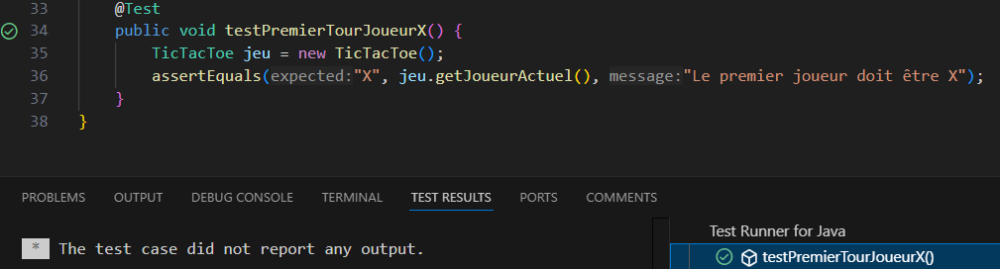 33 @Test
34 public void testPremierTourJoueurX() {
35 TicTacToe jeu = new TicTacToe();
36 assertEquals(expected:"X", jeu.getJoueurActuel(), message:"Le premier joueur doit être X");
37 }
38 }
PROBLEMS OUTPUT DEBUG CONSOLE TERMINAL TEST RESULTS PORTS COMMENTS
* The test case did not report any output.
Test Runner for Java
testPremierTourJoueurX()